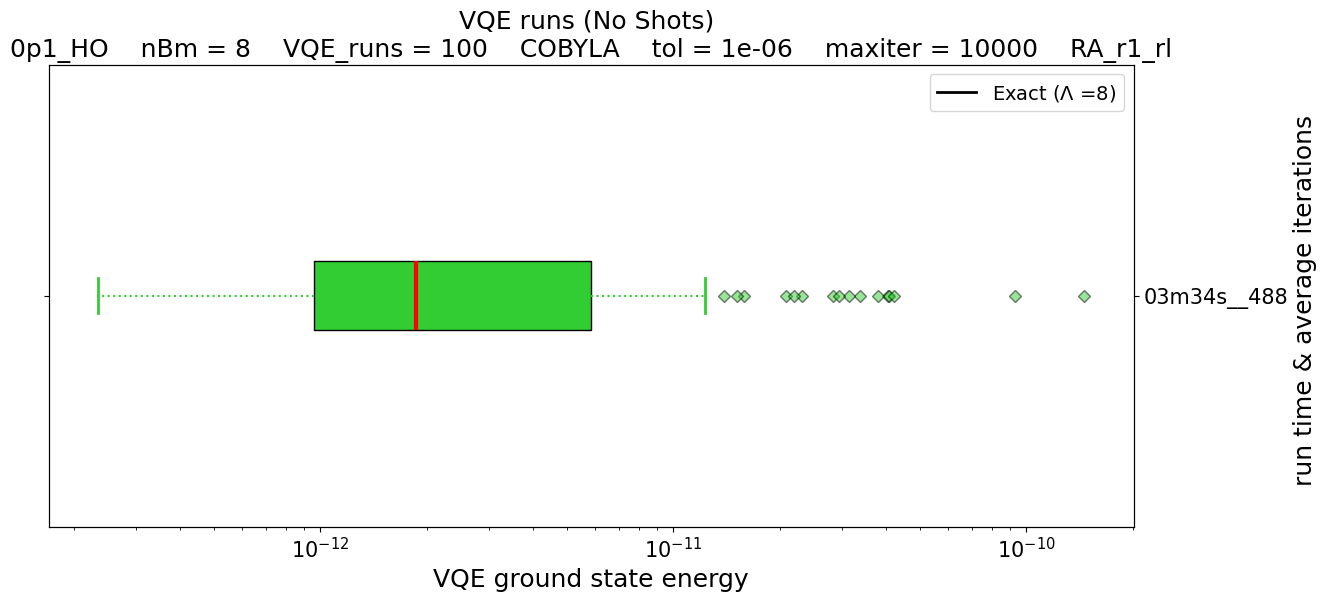 VQE runs (No Shots)
0p1_HO    nBm = 8    VQE_runs = 100    COBYLA    tol = 1e-06    maxiter = 10000    RA_r1_rl
Exact (Λ =8)
03m34s__488
run time & average iterations
10⁻¹² 10⁻¹¹ 10⁻¹⁰
VQE ground state energy